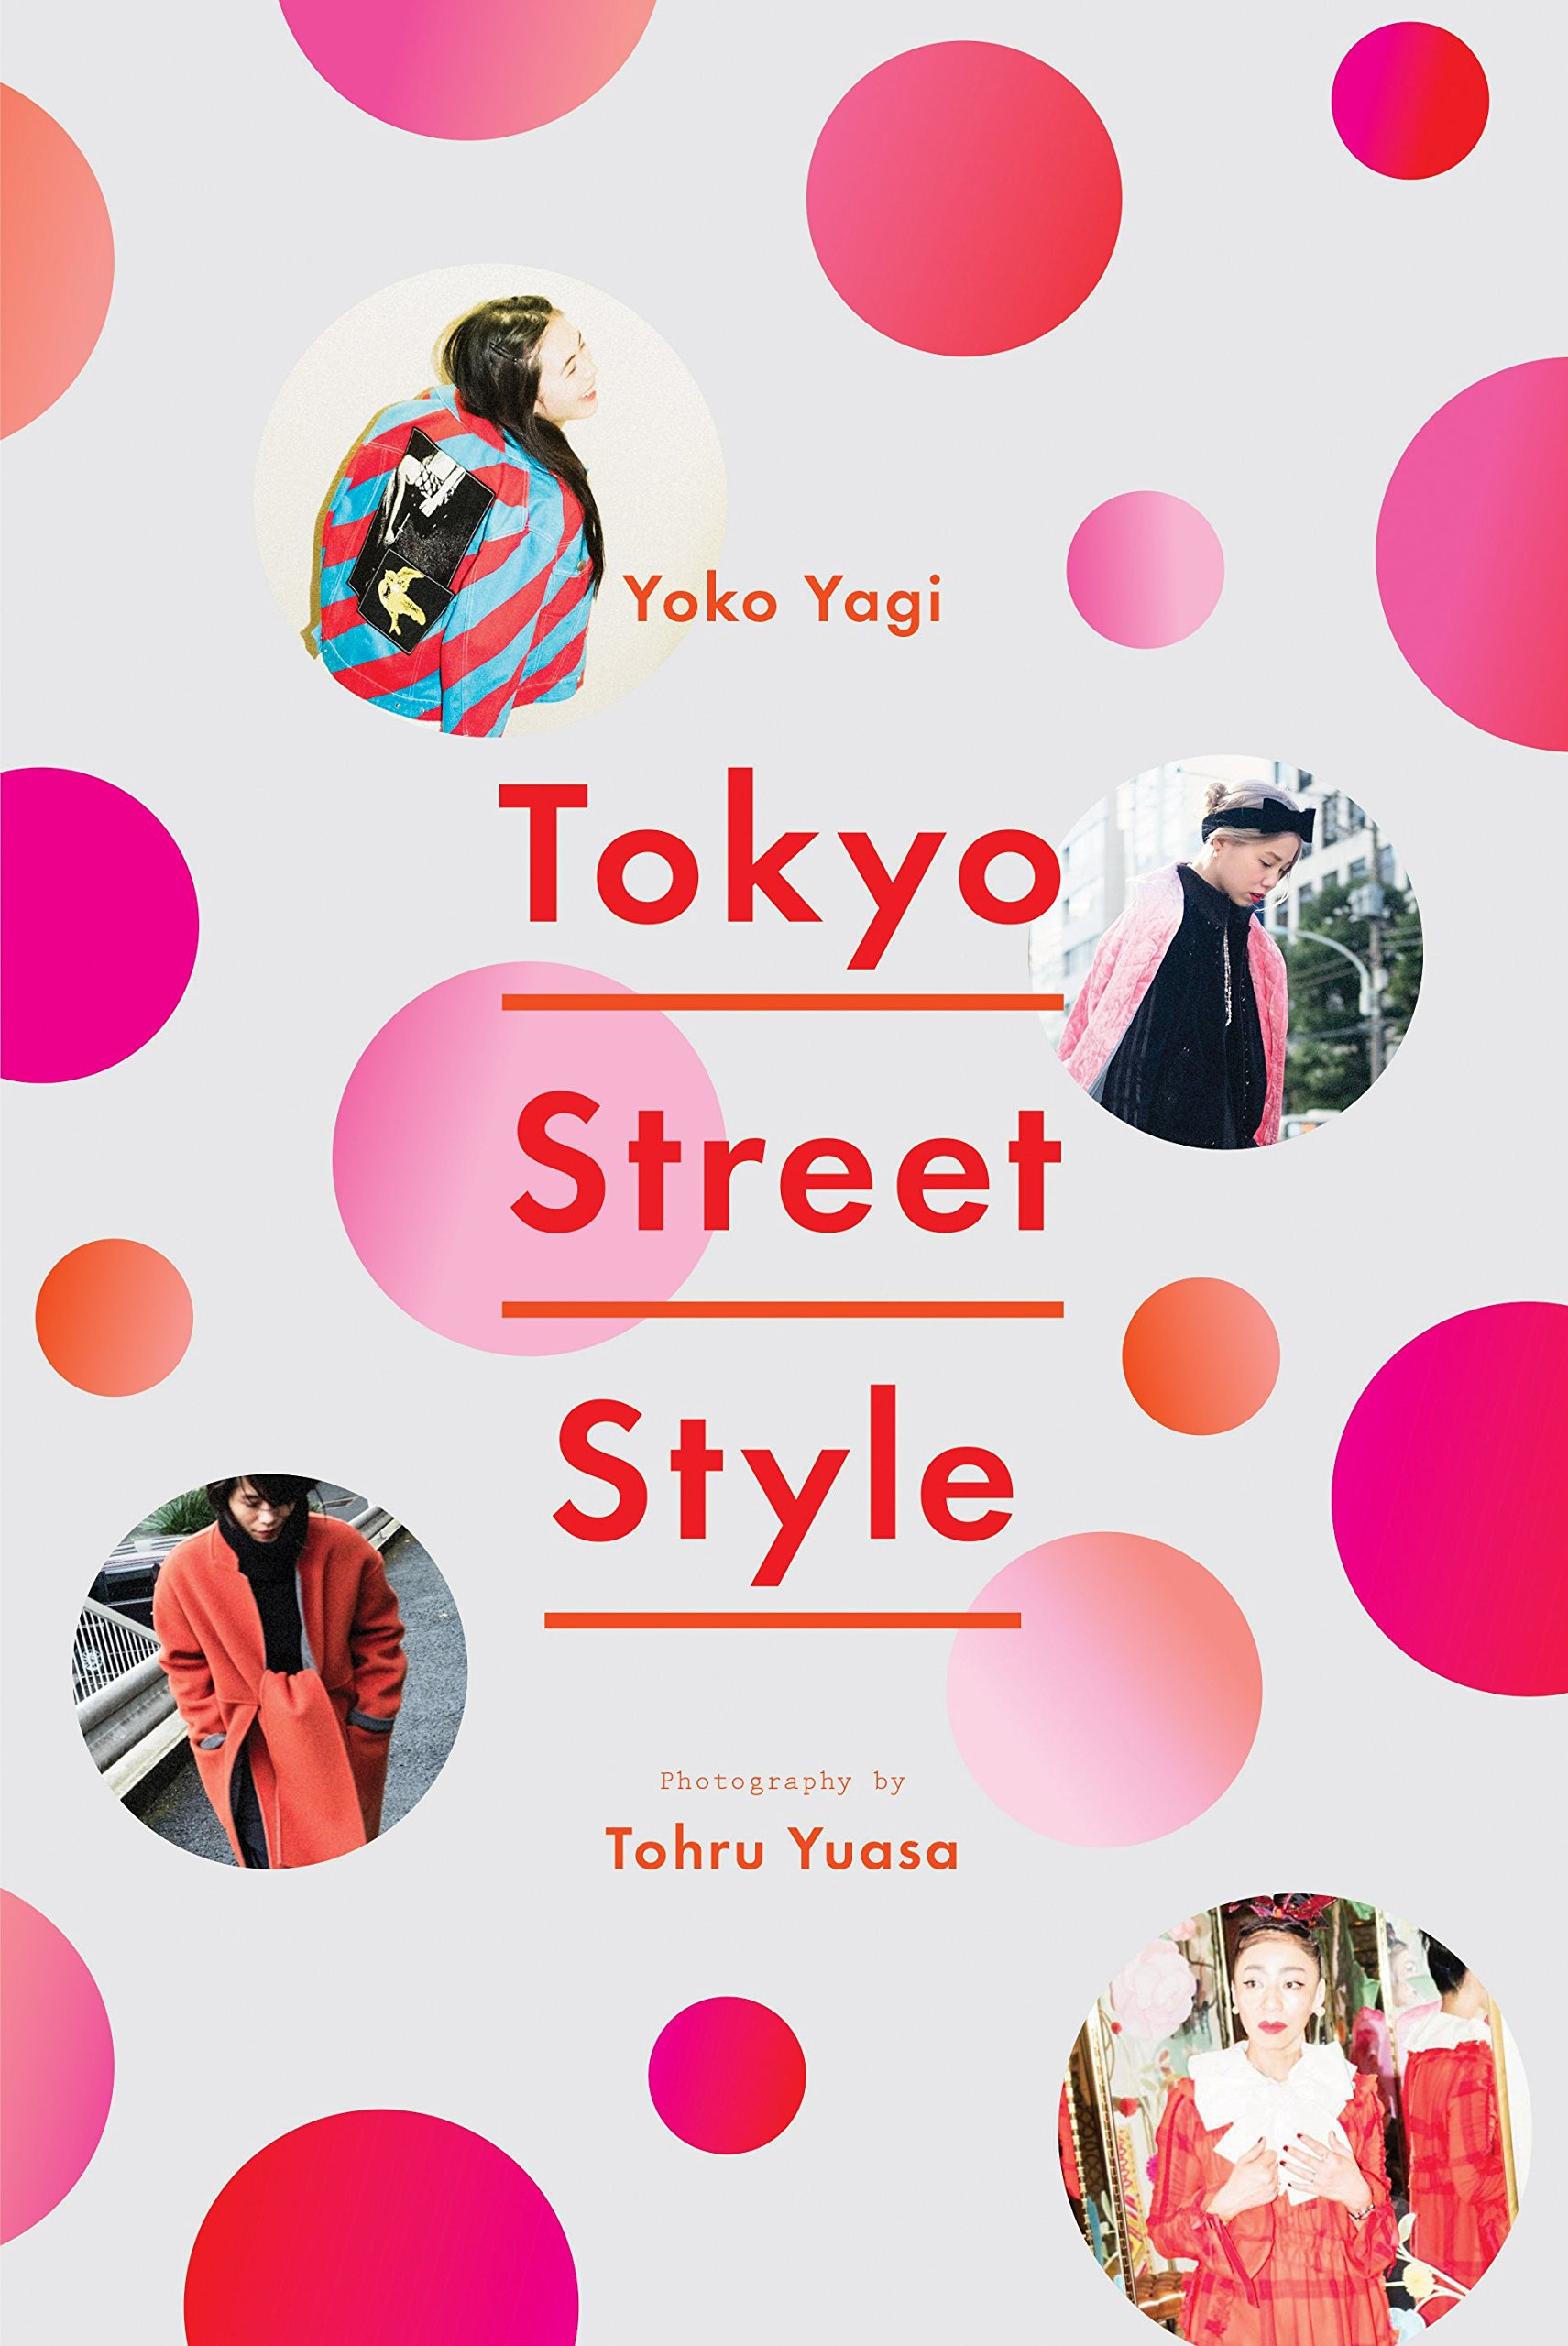 Yoko Yagi
Tokyo
Street
Style
Photography by
Tohru Yuasa